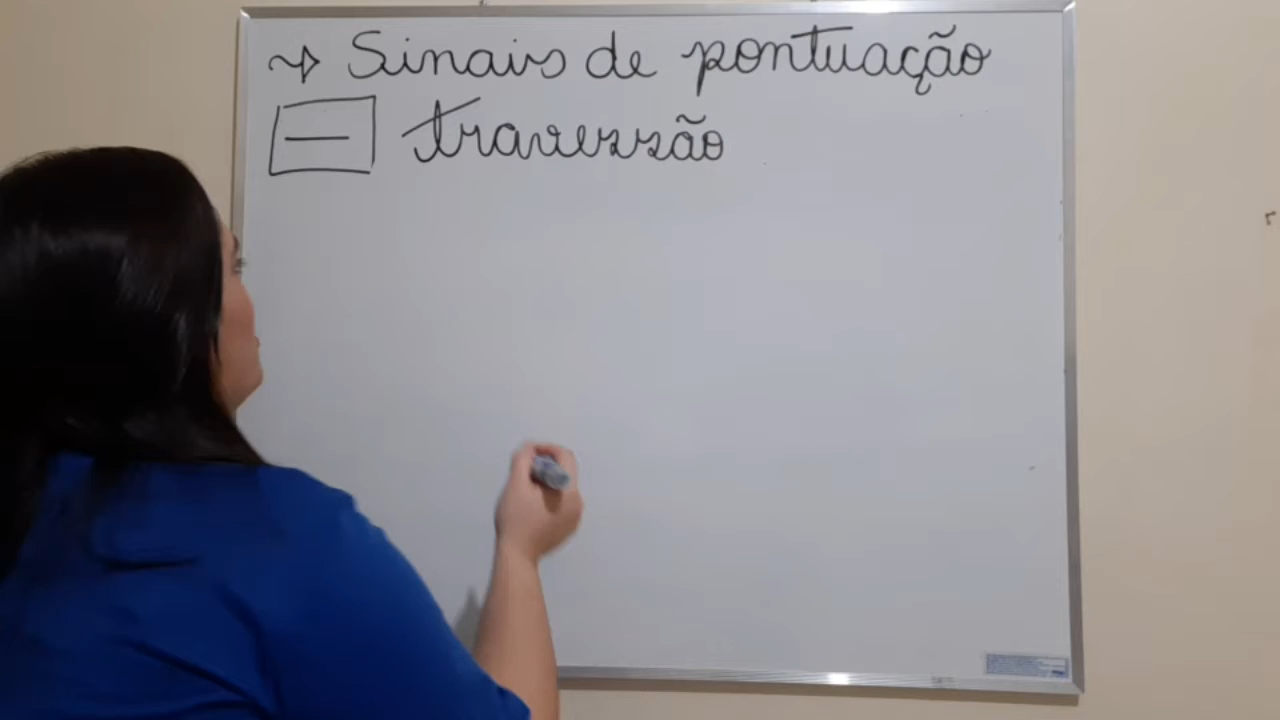 → Sinais de pontuação
— travessão